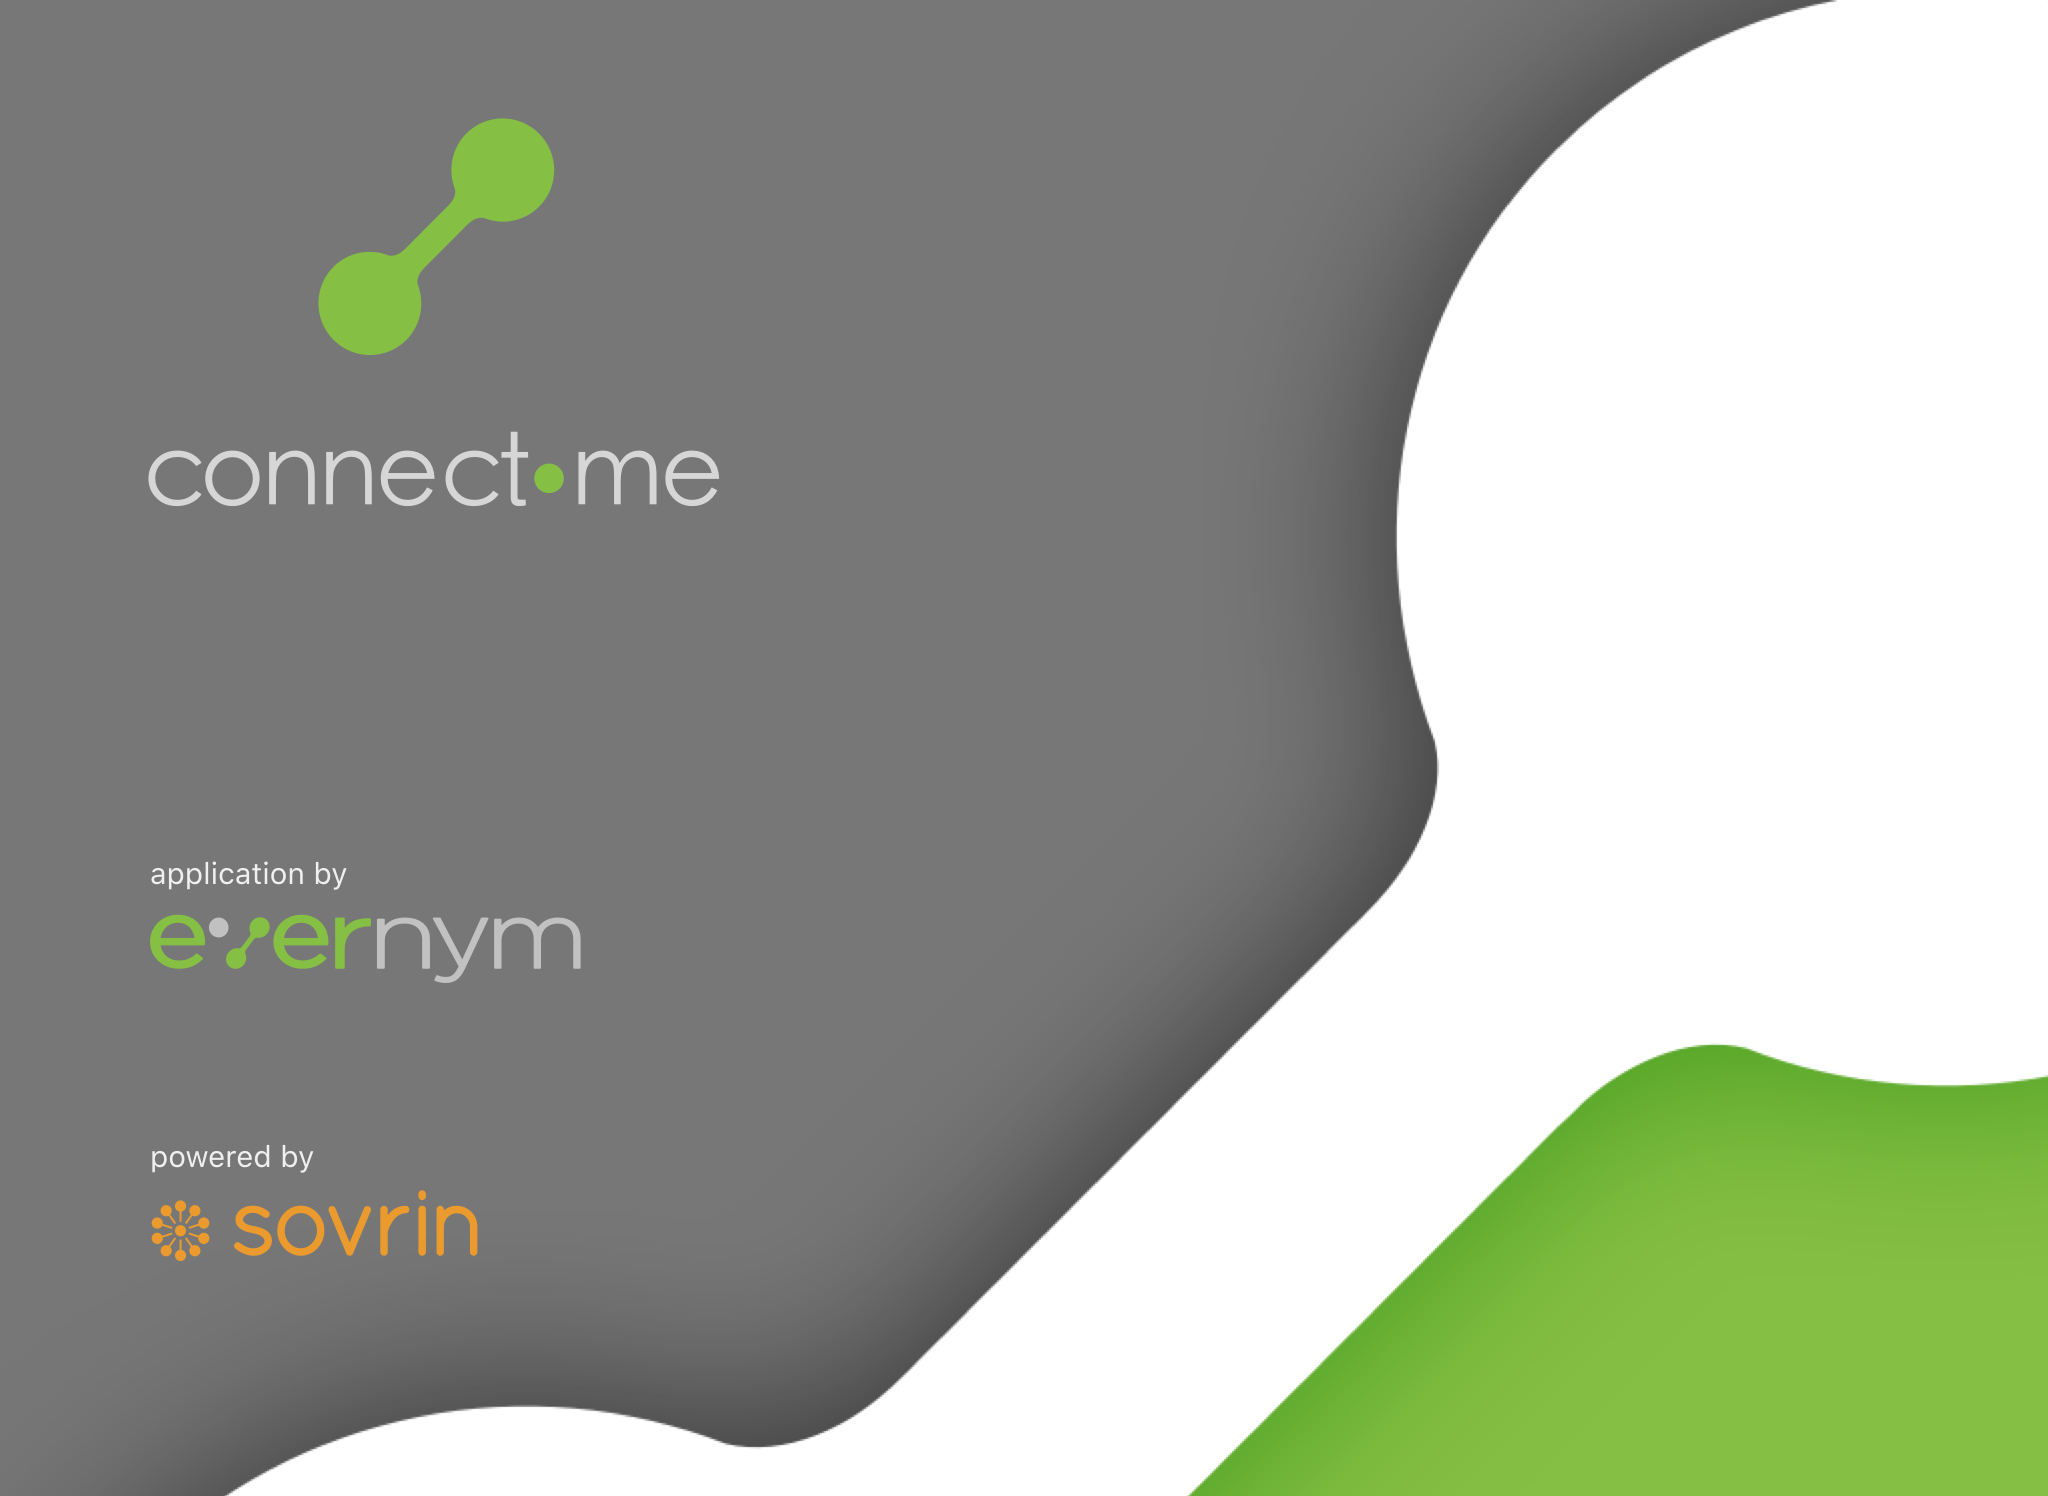 connect.me
application by
evernym
powered by
sovrin